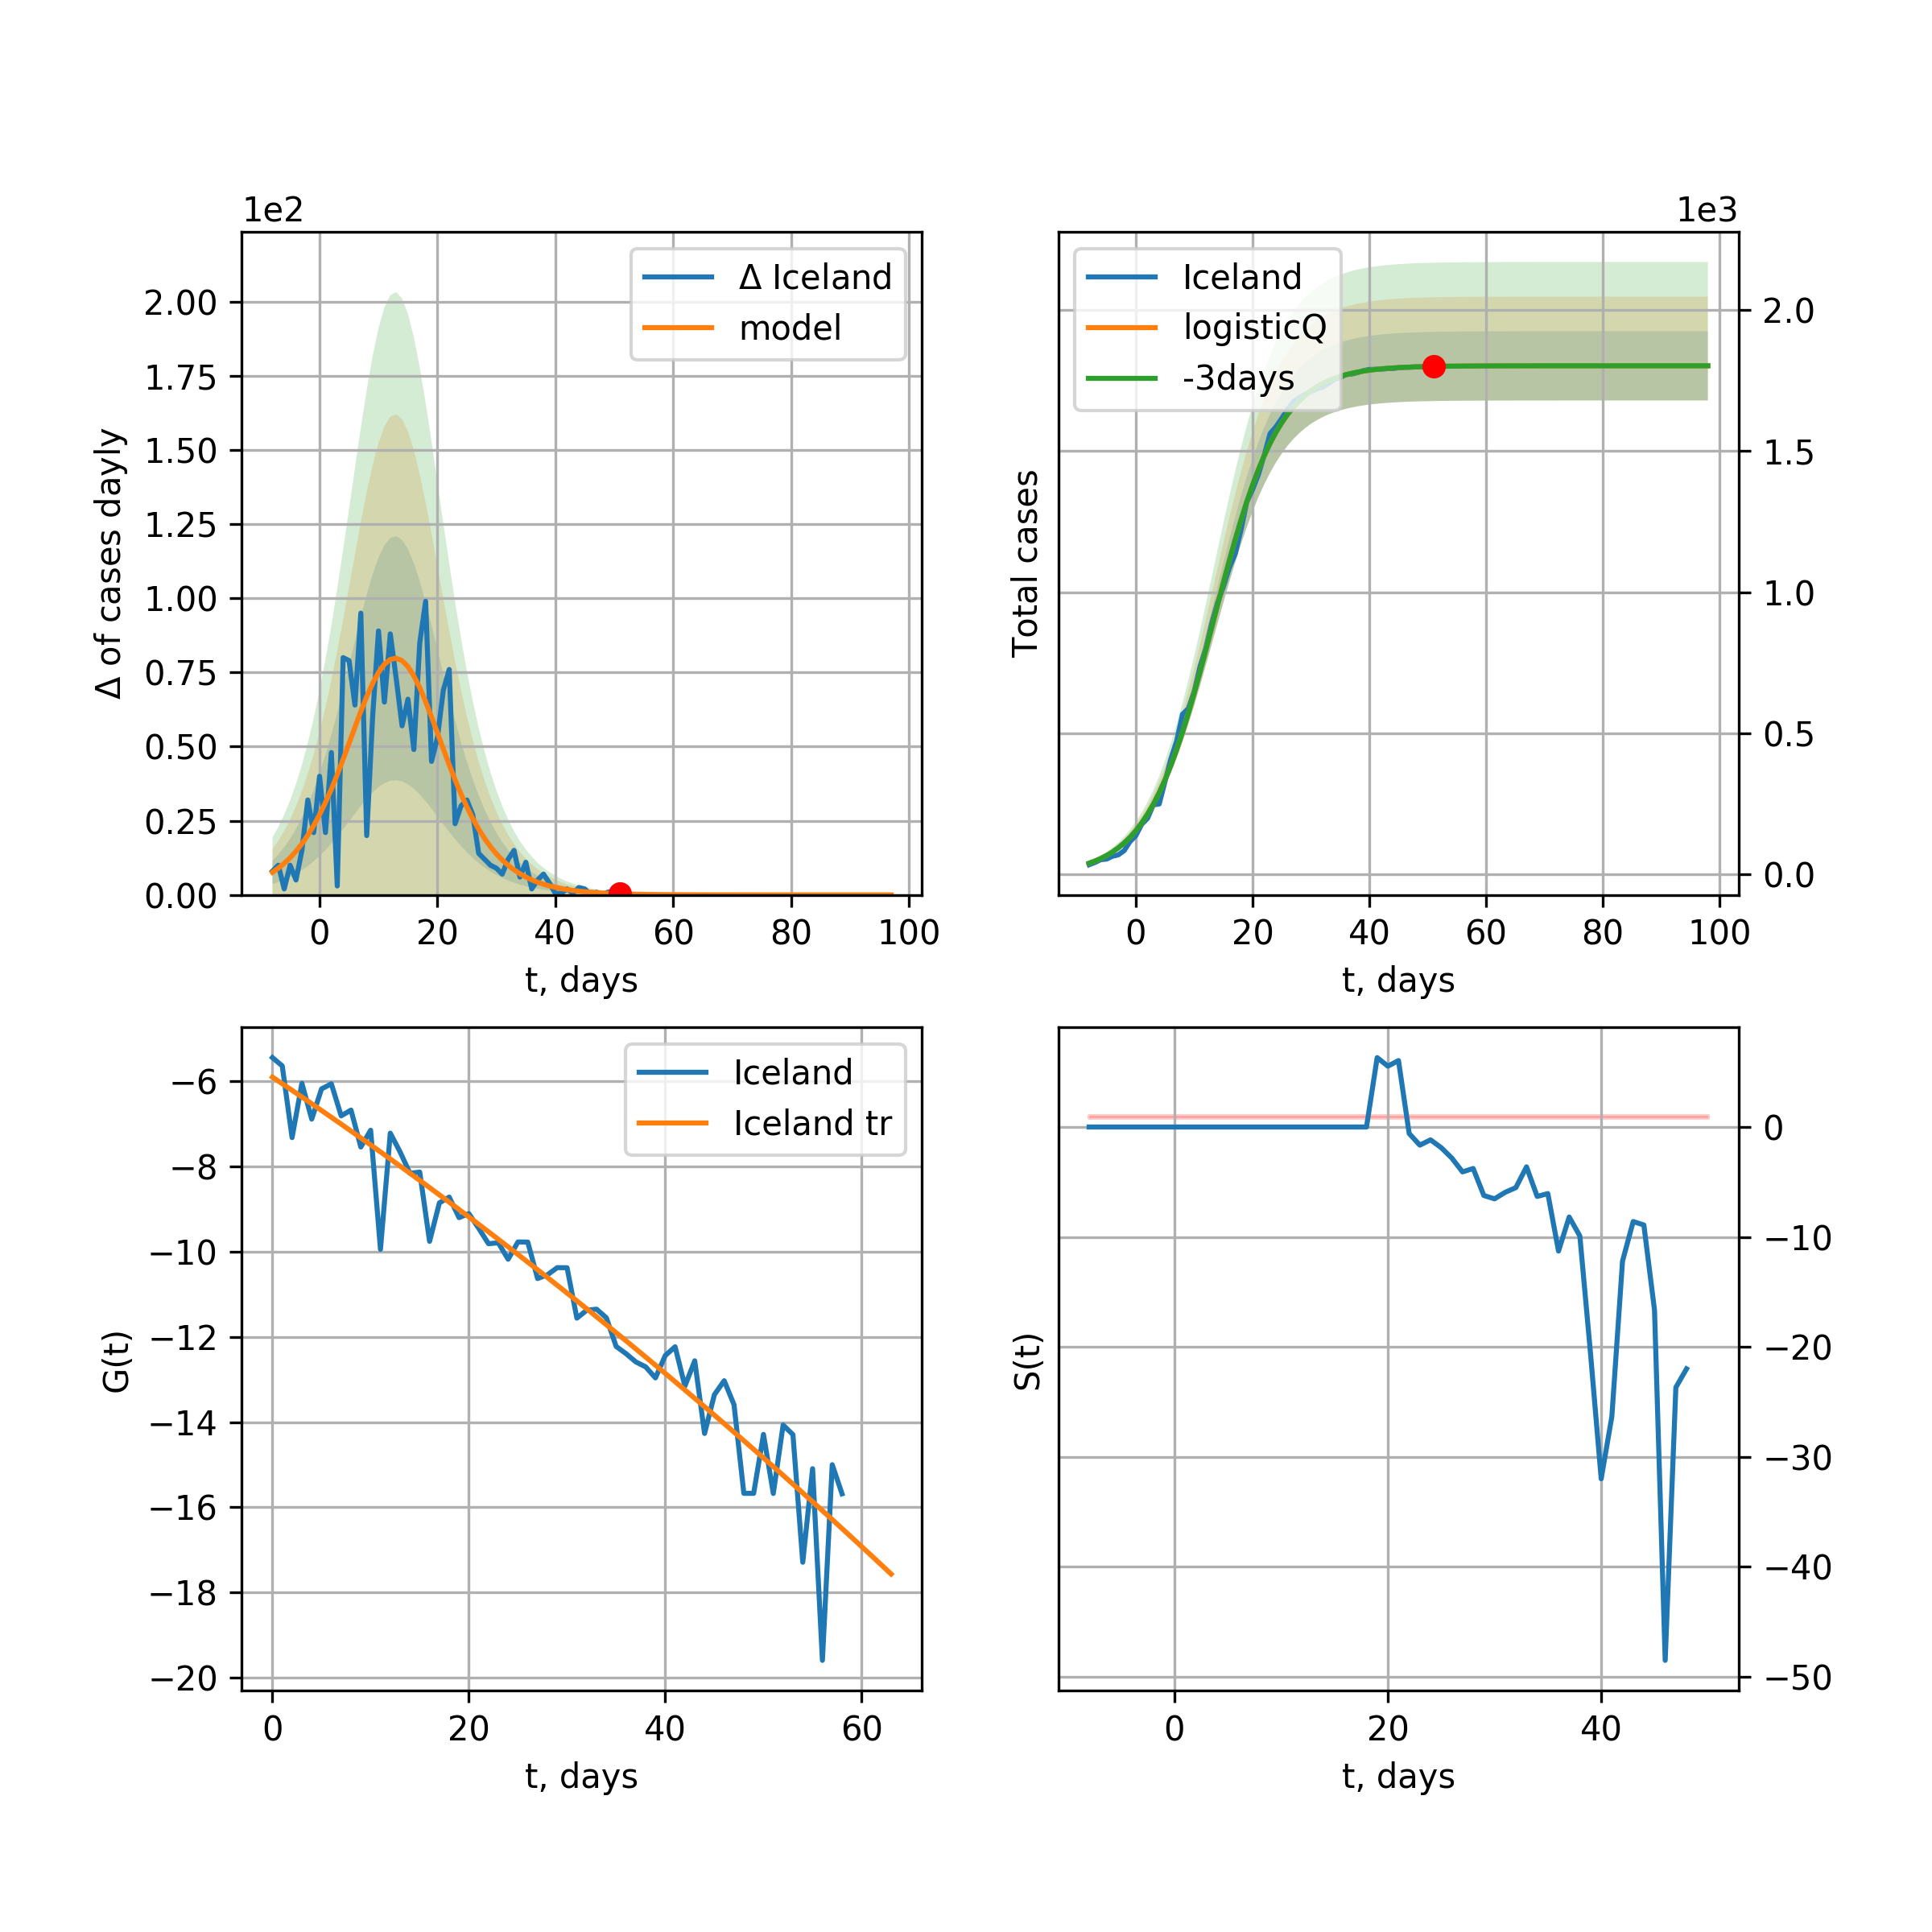 1e2
Δ Iceland
model
2.00
1.75
1.50
1.25
1.00
0.75
0.50
0.25
0.00
Δ of cases dayly
0 20 40 60 80 100
t, days
1e3
Iceland
logisticQ
-3days
2.0
1.5
1.0
0.5
0.0
Total cases
0 20 40 60 80 100
t, days
Iceland
Iceland tr
−6
−8
−10
−12
−14
−16
−18
−20
G(t)
0 20 40 60
t, days
0
−10
−20
−30
−40
−50
S(t)
0 20 40
t, days